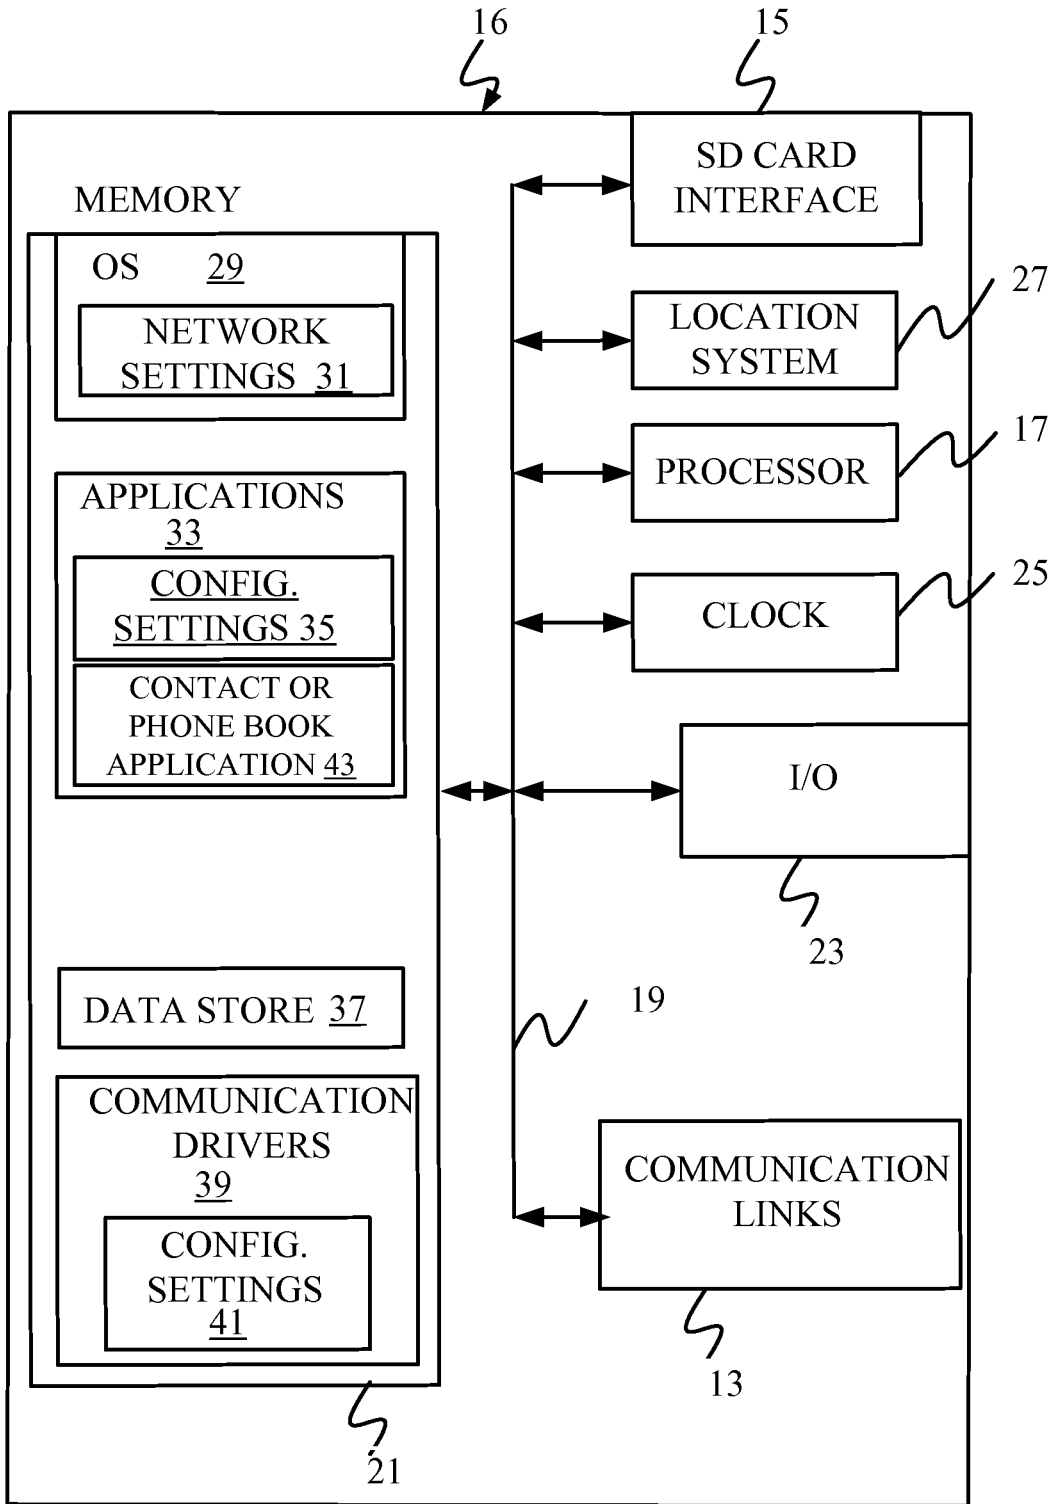 16
15
SD CARD
INTERFACE
MEMORY
OS 29
NETWORK
SETTINGS 31
27
LOCATION
SYSTEM
17
PROCESSOR
APPLICATIONS
33
CONFIG.
SETTINGS 35
25
CLOCK
CONTACT OR
PHONE BOOK
APPLICATION 43
I/O
23
DATA STORE 37
19
COMMUNICATION
DRIVERS
39
CONFIG.
SETTINGS
41
COMMUNICATION
LINKS
13
21